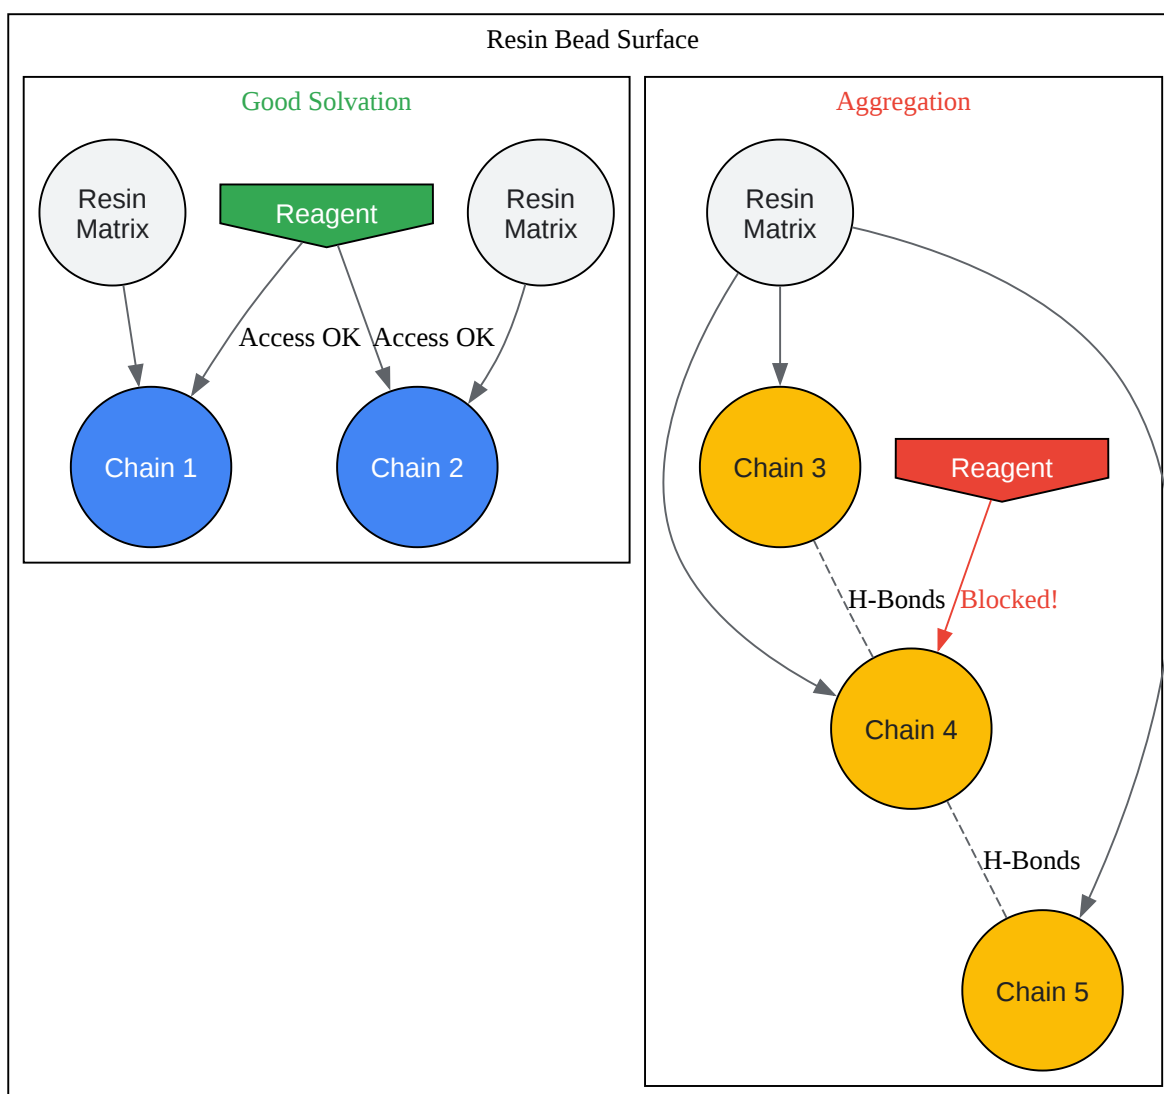 Resin Bead Surface
Good Solvation
Resin
Matrix
Reagent
Resin
Matrix
Access OK
Access OK
Chain 1
Chain 2
Aggregation
Resin
Matrix
Chain 3
Reagent
H-Bonds
Blocked!
Chain 4
H-Bonds
Chain 5